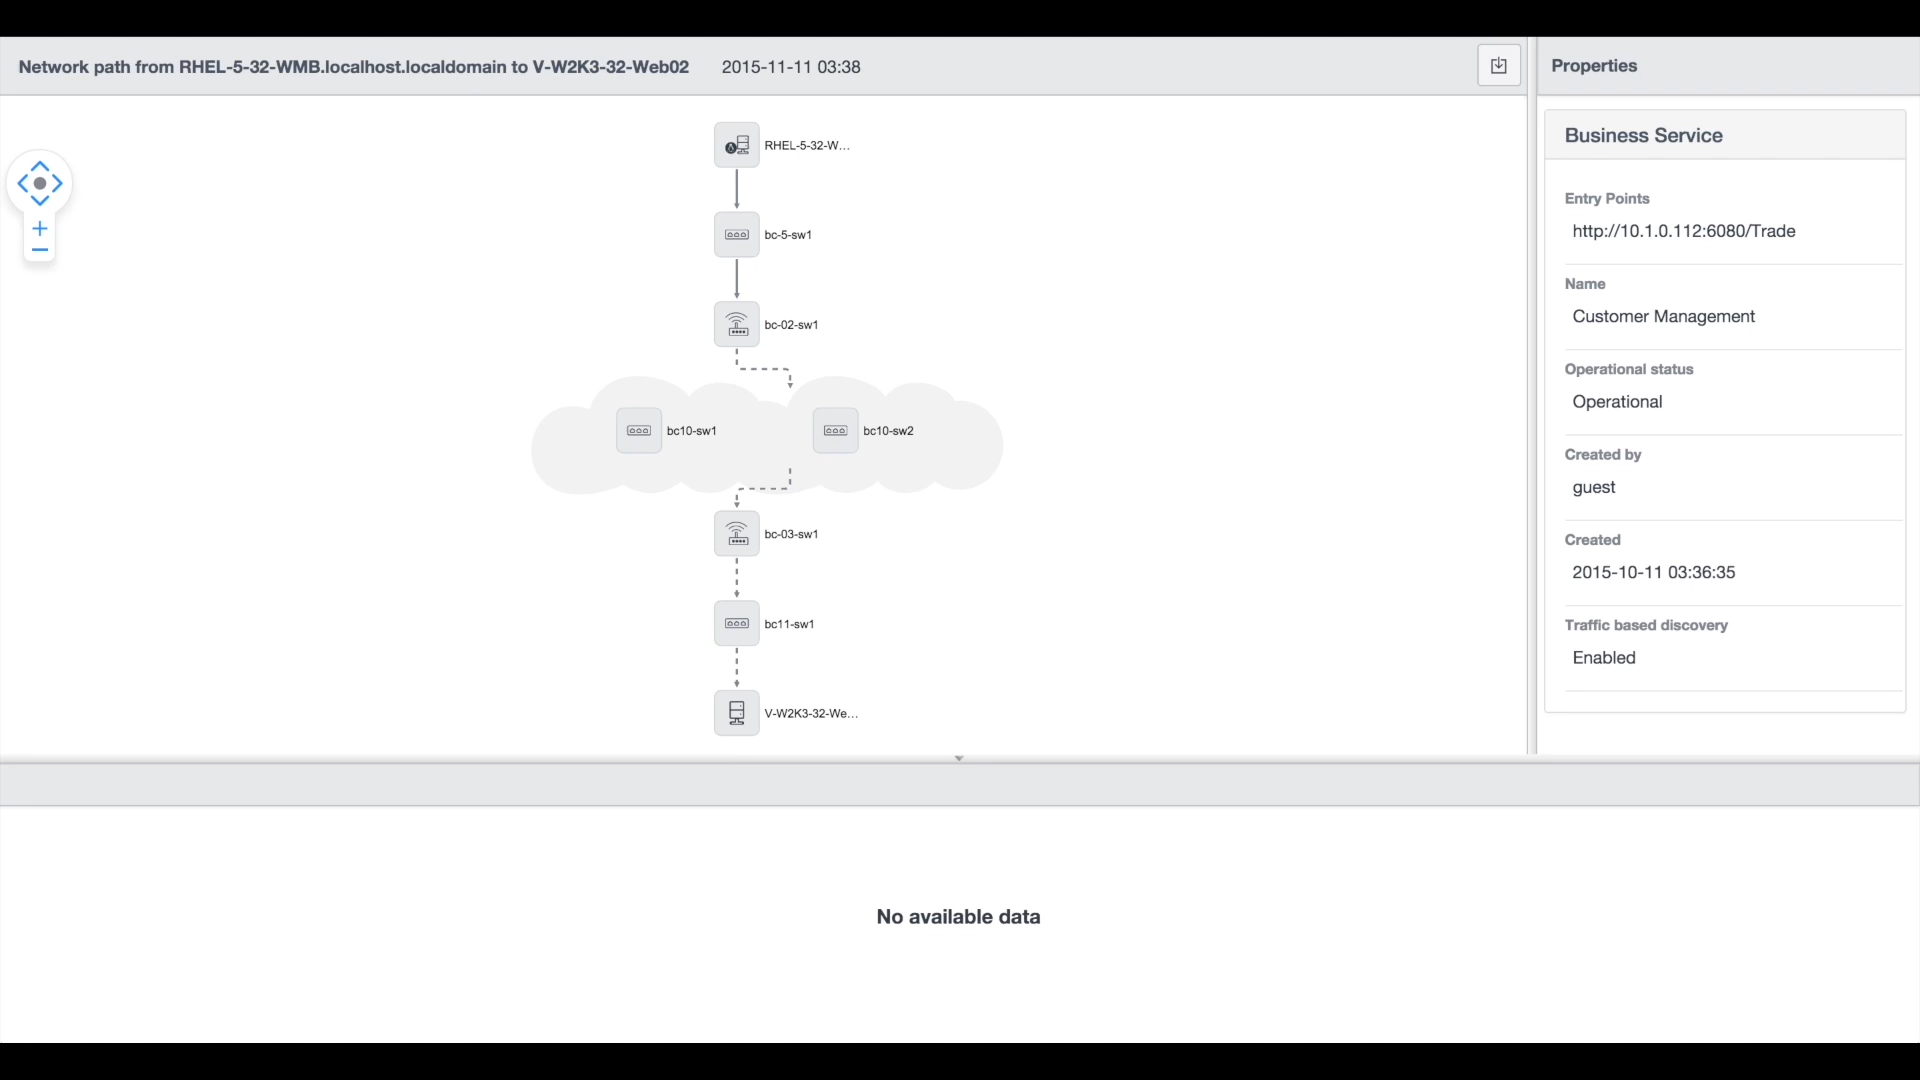 Network path from RHEL-5-32-WMB.localhost.localdomain to V-W2K3-32-Web02 2015-11-11 03:38
Properties
RHEL-5-32-W...
bc-5-sw1
bc-02-sw1
bc10-sw1 bc10-sw2
bc-03-sw1
bc11-sw1
V-W2K3-32-We...
Business Service
Entry Points
http://10.1.0.112:6080/Trade
Name
Customer Management
Operational status
Operational
Created by
guest
Created
2015-10-11 03:36:35
Traffic based discovery
Enabled
No available data